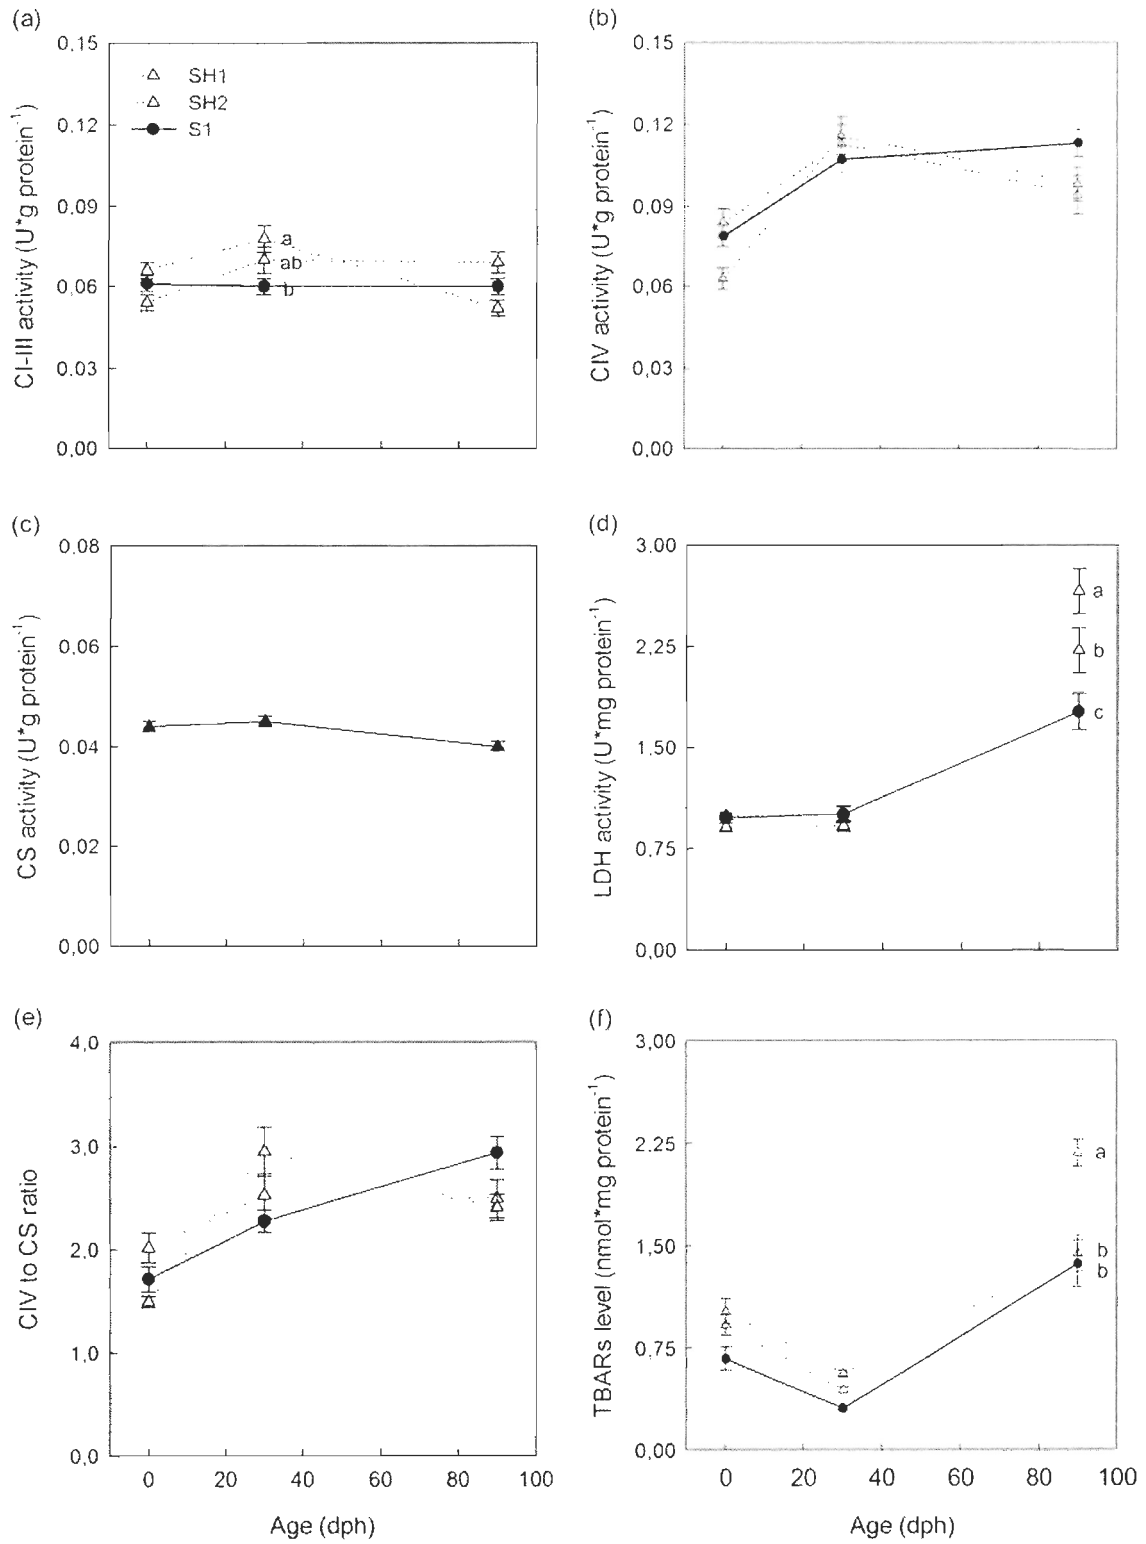 (a)
0.15
0.12
0.09
0.06
0.03
0,00
CI-III activity (U*g protein-1)
SH1
SH2
S1
a
ab
b
(b)
0.15
0.12
0,09
0,06
0,03
0,00
CIV activity (U*g protein-1)
(c)
0.08
0.06
0.04
0.02
0,00
CS activity (U*g protein-1)
(d)
3.00
2,25
1,50
0.75
0,00
LDH activity (U*mg protein-1)
a
b
c
(e)
4,0
3.0
2.0
1,0
0,0
CIV to CS ratio
0 20 40 60 80 100
Age (dph)
(f)
3,00
2,25
1,50
0,75
0,00
TBARs level (nmol*mg protein-1)
a
b
b
0 20 40 60 80 100
Age (dph)